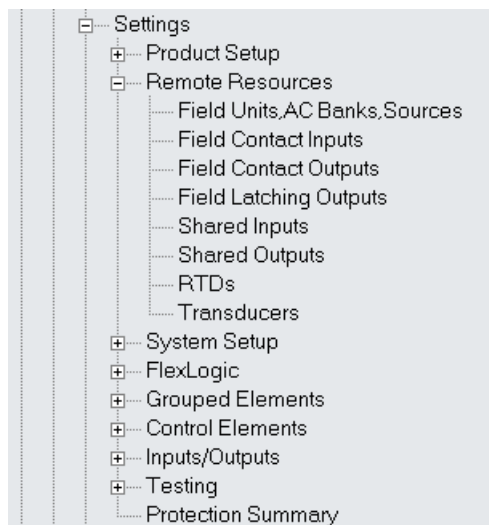 Settings
Product Setup
Remote Resources
Field Units,AC Banks,Sources
Field Contact Inputs
Field Contact Outputs
Field Latching Outputs
Shared Inputs
Shared Outputs
RTDs
Transducers
System Setup
FlexLogic
Grouped Elements
Control Elements
Inputs/Outputs
Testing
Protection Summary